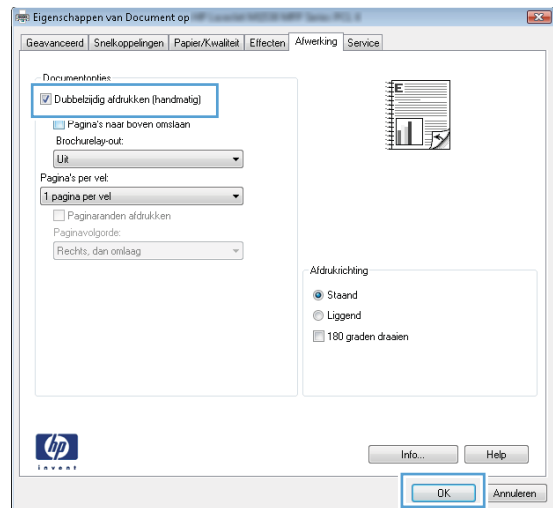 Eigenschappen van Document op
Geavanceerd Snelkoppelingen Papier/Kwaliteit Effecten Afwerking Service
Documentopties
Dubbelzijdig afdrukken (handmatig)
Pagina's naar boven omslaan
Brochurelay-out:
Uit
Pagina's per vel:
1 pagina per vel
Paginaranden afdrukken
Paginavolgorde:
Rechts, dan omlaag
E
Afdrukrichting
Staand
Liggend
180 graden draaien
hp
invent
Info... Help
OK Annuleren